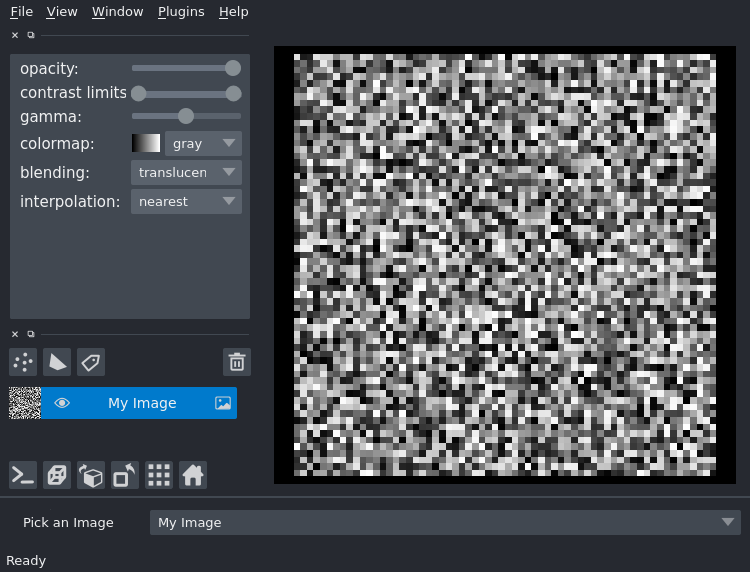 File View Window Plugins Help
opacity:
contrast limits
gamma:
colormap: gray
blending: translucen
interpolation: nearest
My Image
Pick an Image My Image
Ready